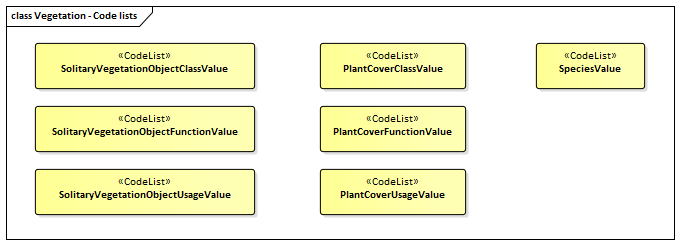 class Vegetation - Code lists
«CodeList»
SolitaryVegetationObjectClassValue
«CodeList»
PlantCoverClassValue
«CodeList»
SpeciesValue
«CodeList»
SolitaryVegetationObjectFunctionValue
«CodeList»
PlantCoverFunctionValue
«CodeList»
SolitaryVegetationObjectUsageValue
«CodeList»
PlantCoverUsageValue